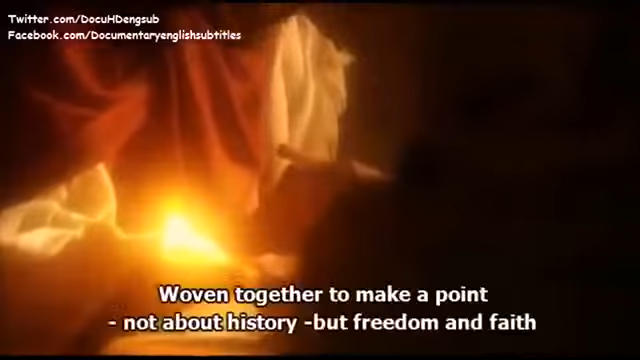 Twitter.com/DocuHDengsub
Facebook.com/Documentaryenglishsubtitles
Woven together to make a point
- not about history -but freedom and faith